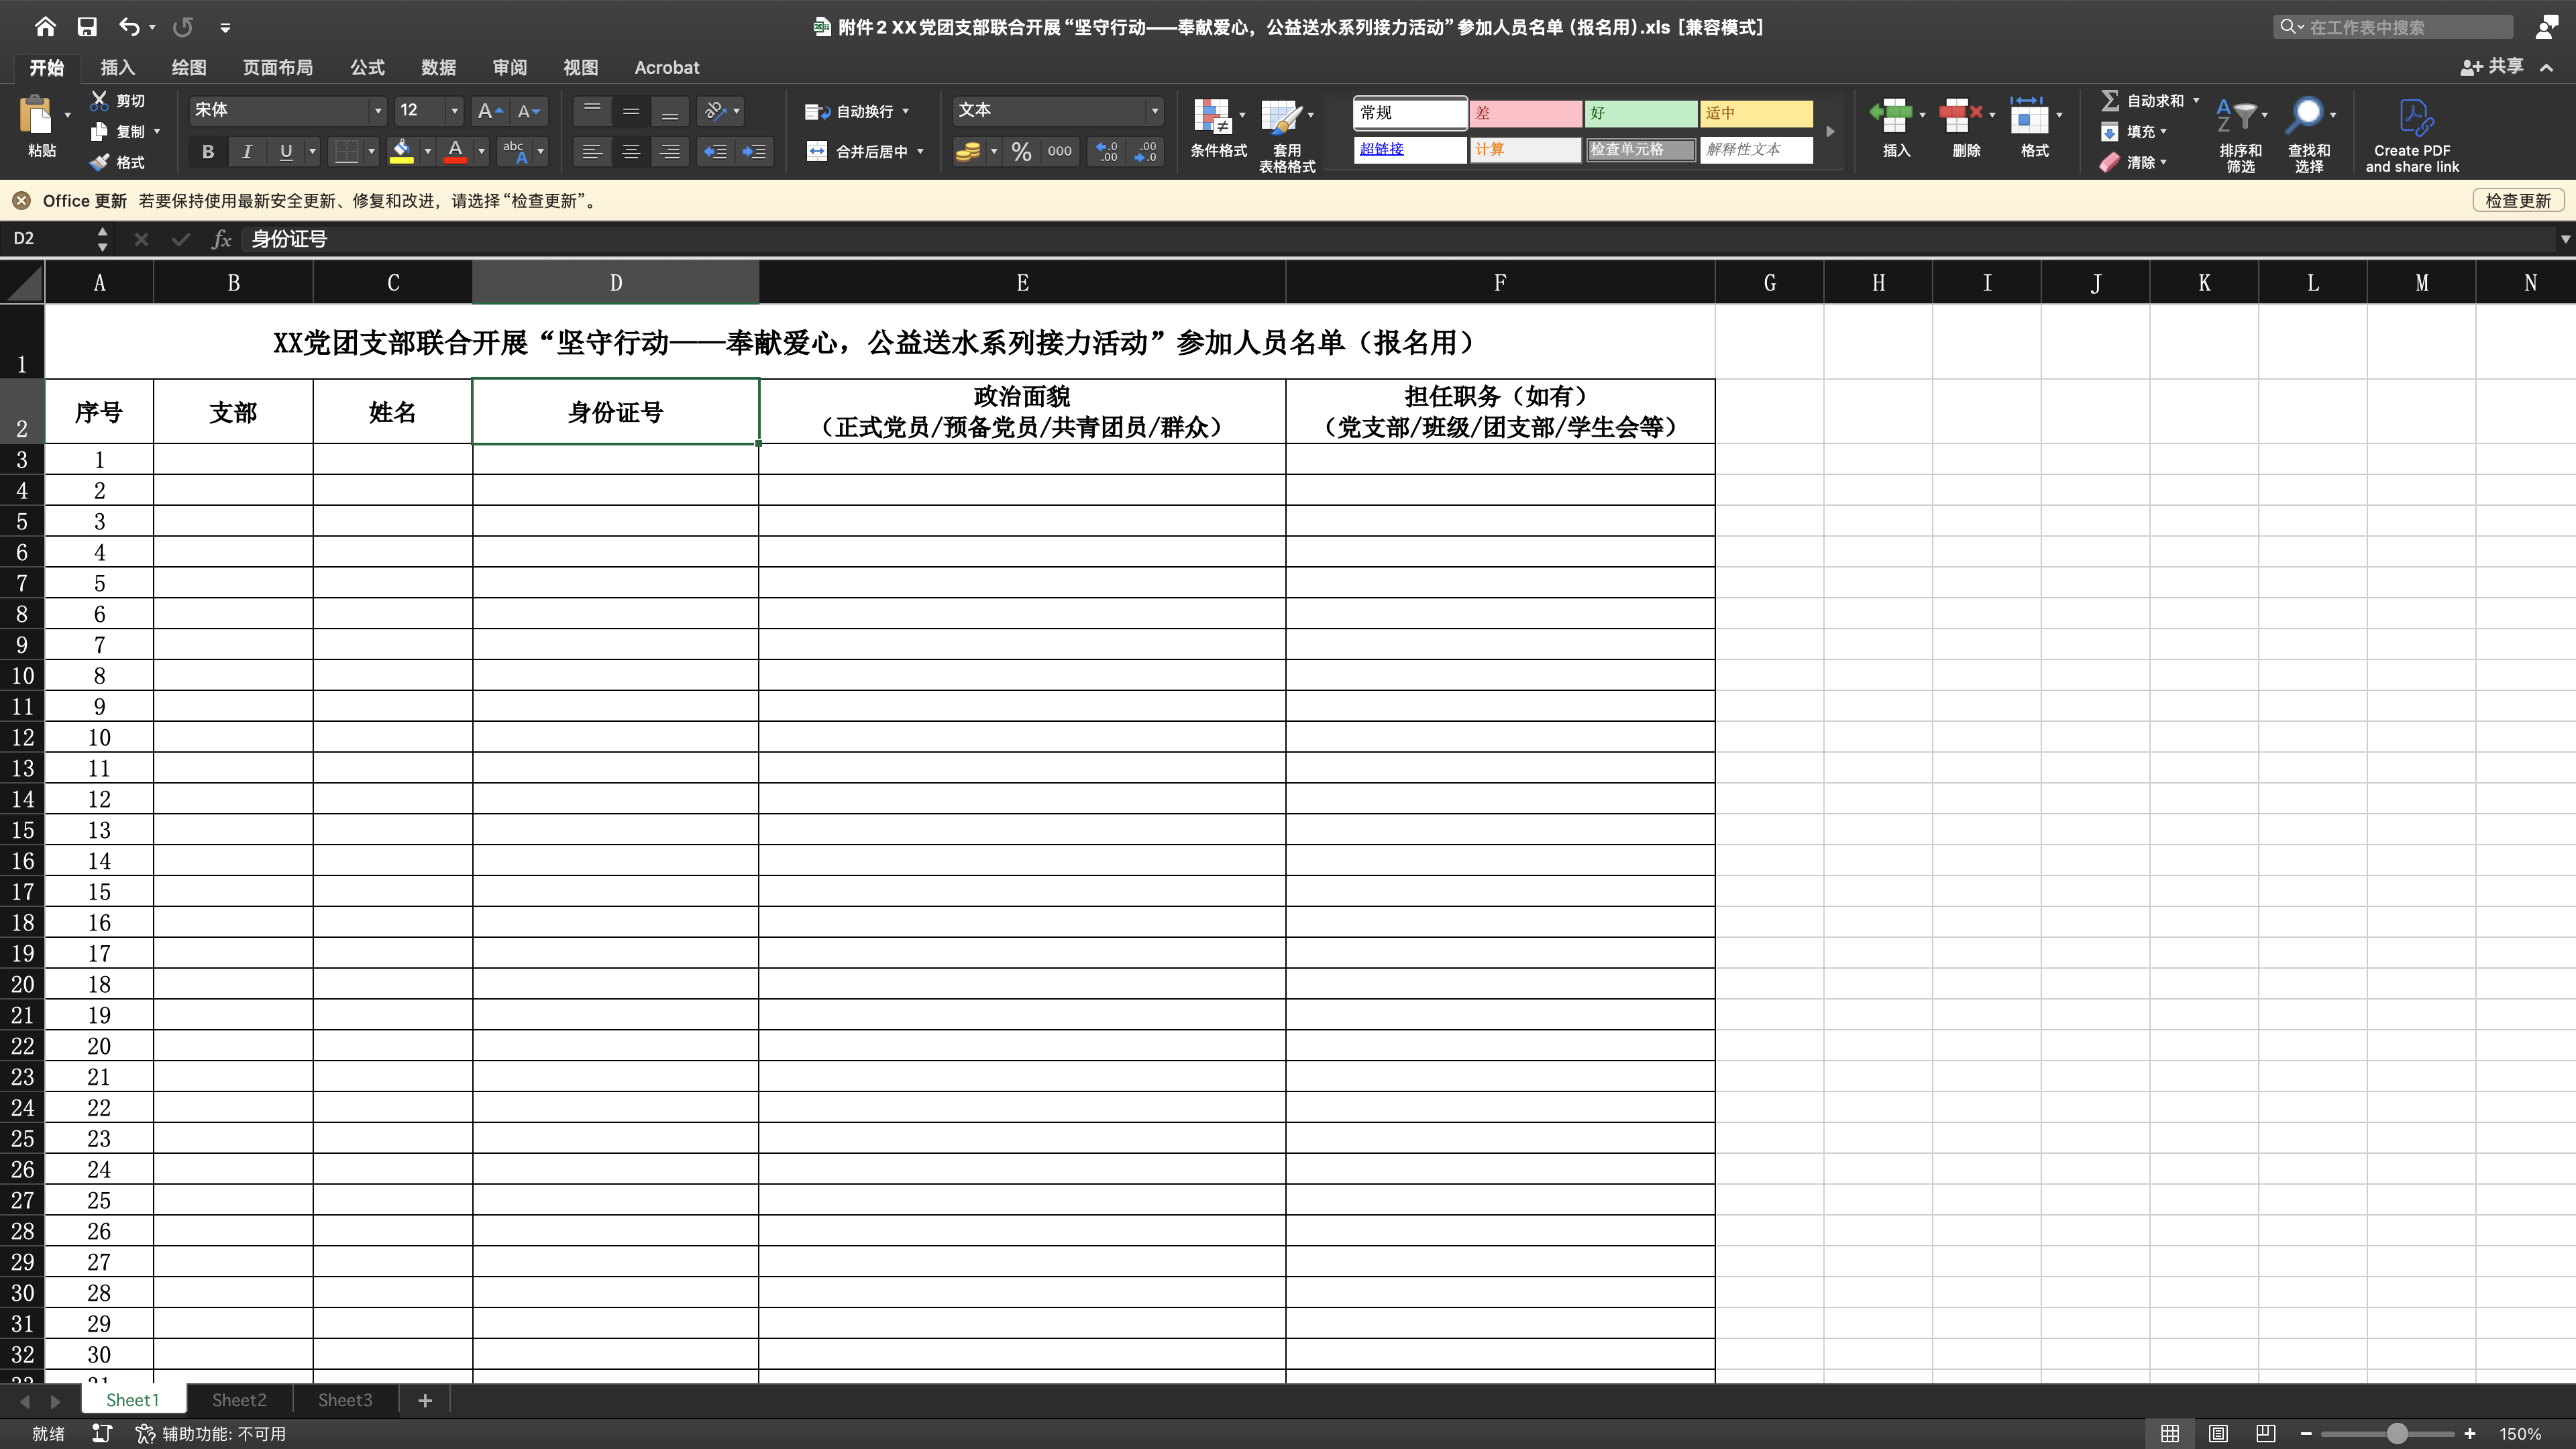 附件2 XX党团支部联合开展“坚守行动——奉献爱心，公益送水系列接力活动”参加人员名单（报名用）.xls [兼容模式]
在工作表中搜索
开始 插入 绘图 页面布局 公式 数据 审阅 视图 Acrobat
共享
粘贴
剪切
复制
格式
宋体 12
A A
B I U A abc A
自动换行
合并后居中
文本
% 000 .0 .00 .00 .0
条件格式
套用
表格格式
常规 差 好 适中
超链接 计算 检查单元格 解释性文本
插入 删除 格式
自动求和
填充
清除
A Z
排序和
筛选
查找和
选择
Create PDF
and share link
Office 更新 若要保持使用最新安全更新、修复和改进，请选择“检查更新”。
检查更新
D2 fx 身份证号
A B C D E F G H I J K L M N
1 XX党团支部联合开展“坚守行动——奉献爱心，公益送水系列接力活动”参加人员名单（报名用）
2 序号 支部 姓名 身份证号
政治面貌
（正式党员/预备党员/共青团员/群众）
担任职务（如有）
（党支部/班级/团支部/学生会等）
3 1
4 2
5 3
6 4
7 5
8 6
9 7
10 8
11 9
12 10
13 11
14 12
15 13
16 14
17 15
18 16
19 17
20 18
21 19
22 20
23 21
24 22
25 23
26 24
27 25
28 26
29 27
30 28
31 29
32 30
Sheet1 Sheet2 Sheet3 +
就绪 辅助功能: 不可用
150%